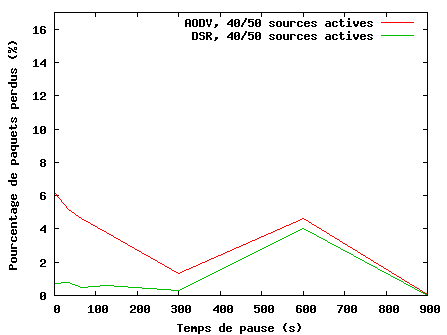 AODV, 40/50 sources actives
DSR, 40/50 sources actives
Pourcentage de paquets perdus (%)
16
14
12
10
8
6
4
2
0
0 100 200 300 400 500 600 700 800 900
Temps de pause (s)